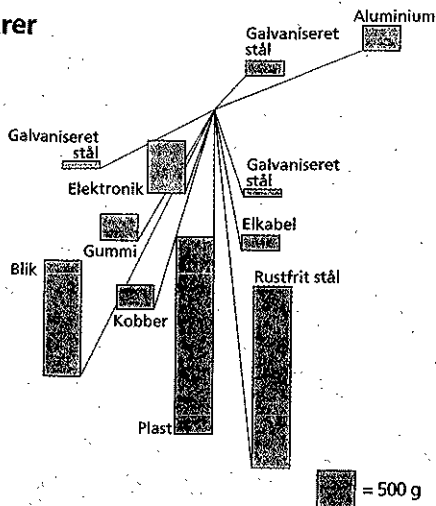 rer
Aluminium
Galvaniseret
stål
Galvaniseret
stål
Elektronik
Galvaniseret
stål
Gummi
Elkabel
Blik
Rustfrit stål
Kobber
Plast
= 500 g